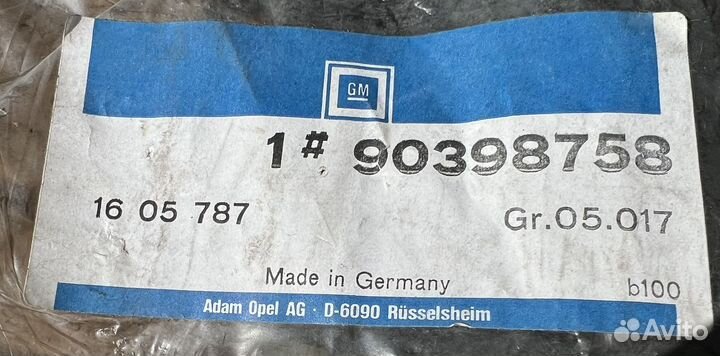 GM
1# 90398758
16 05 787
Gr.05.017
Made in Germany
b100
Adam Opel AG · D-6090 Rüsselsheim
Avito